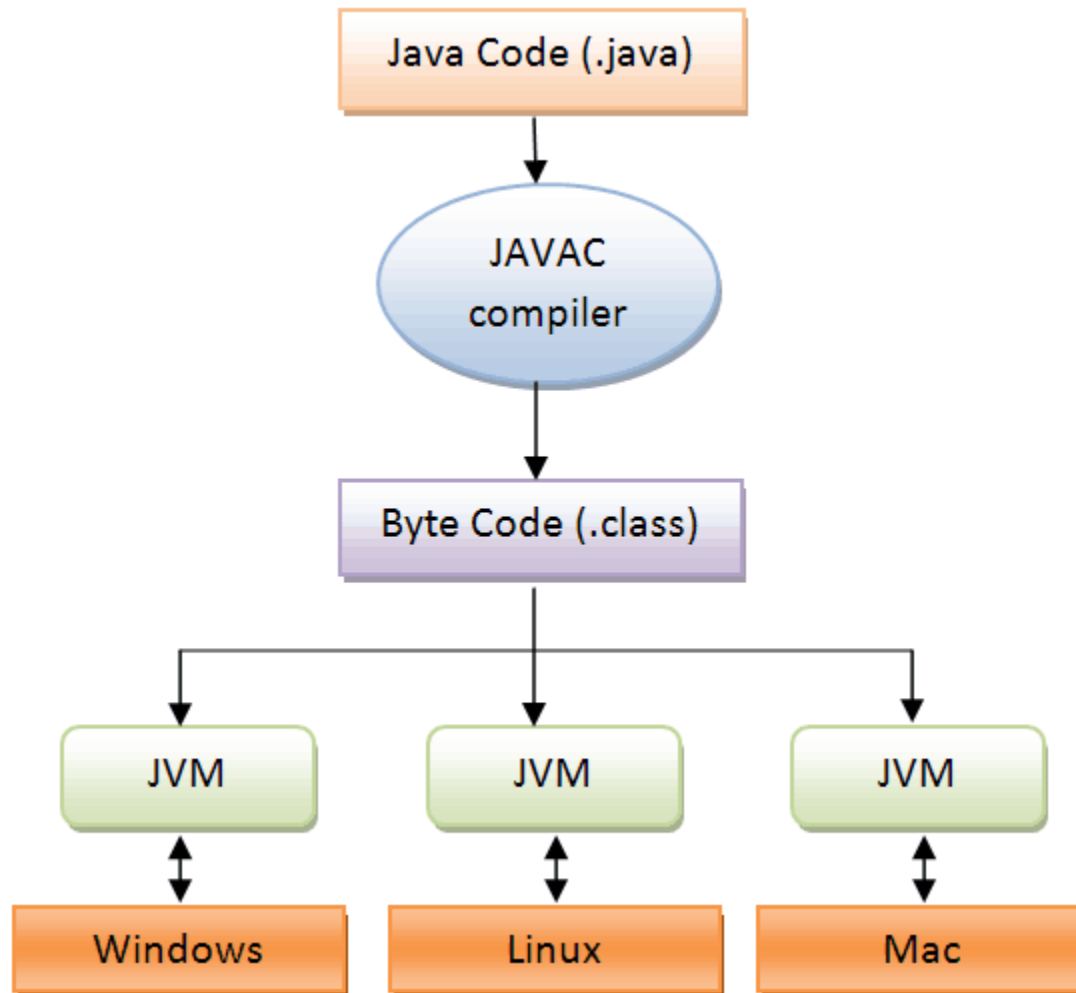 Java Code (.java)
JAVAC
compiler
Byte Code (.class)
JVM
JVM
JVM
Windows
Linux
Mac